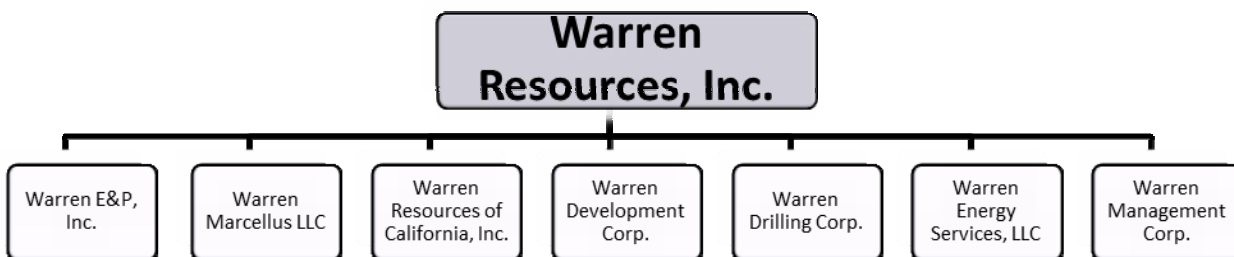 Warren
Resources, Inc.
Warren E&P,
Inc.
Warren
Marcellus LLC
Warren
Resources of
California, Inc.
Warren
Development
Corp.
Warren
Drilling Corp.
Warren
Energy
Services, LLC
Warren
Management
Corp.